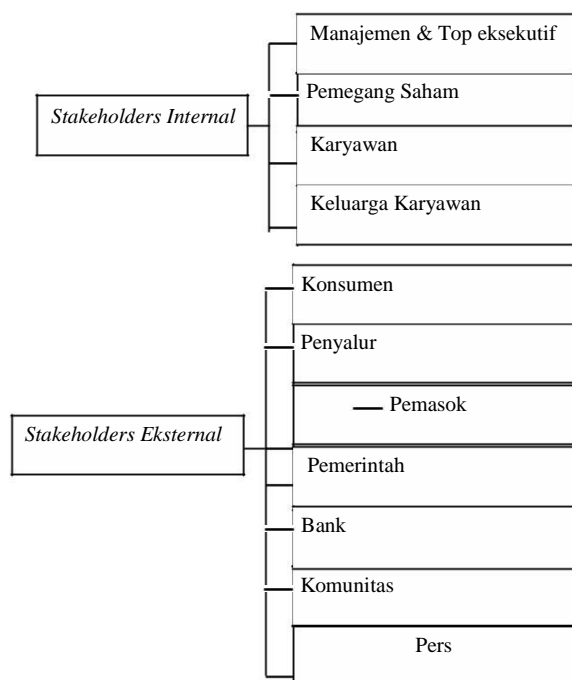 Manajemen & Top eksekutif
Pemegang Saham
Stakeholders Internal
Karyawan
Keluarga Karyawan
Konsumen
Penyalur
Pemasok
Stakeholders Eksternal
Pemerintah
Bank
Komunitas
Pers